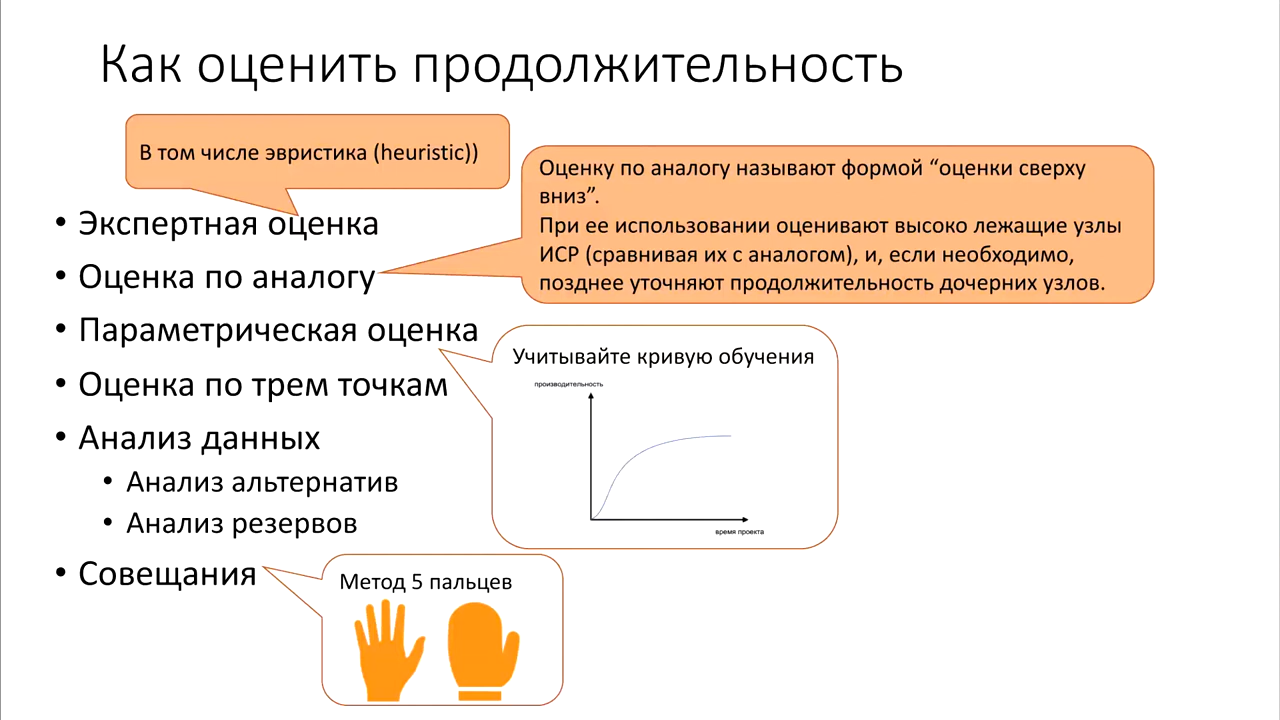 Как оценить продолжительность
В том числе эвристика (heuristic))
Оценку по аналогу называют формой “оценки сверху
вниз”.
При ее использовании оценивают высоко лежащие узлы
ИСР (сравнивая их с аналогом), и, если необходимо,
позднее уточняют продолжительность дочерних узлов.
• Экспертная оценка
• Оценка по аналогу
• Параметрическая оценка
• Оценка по трем точкам
• Анализ данных
• Анализ альтернатив
• Анализ резервов
• Совещания
Учитывайте кривую обучения
производительность
время проекта
Метод 5 пальцев